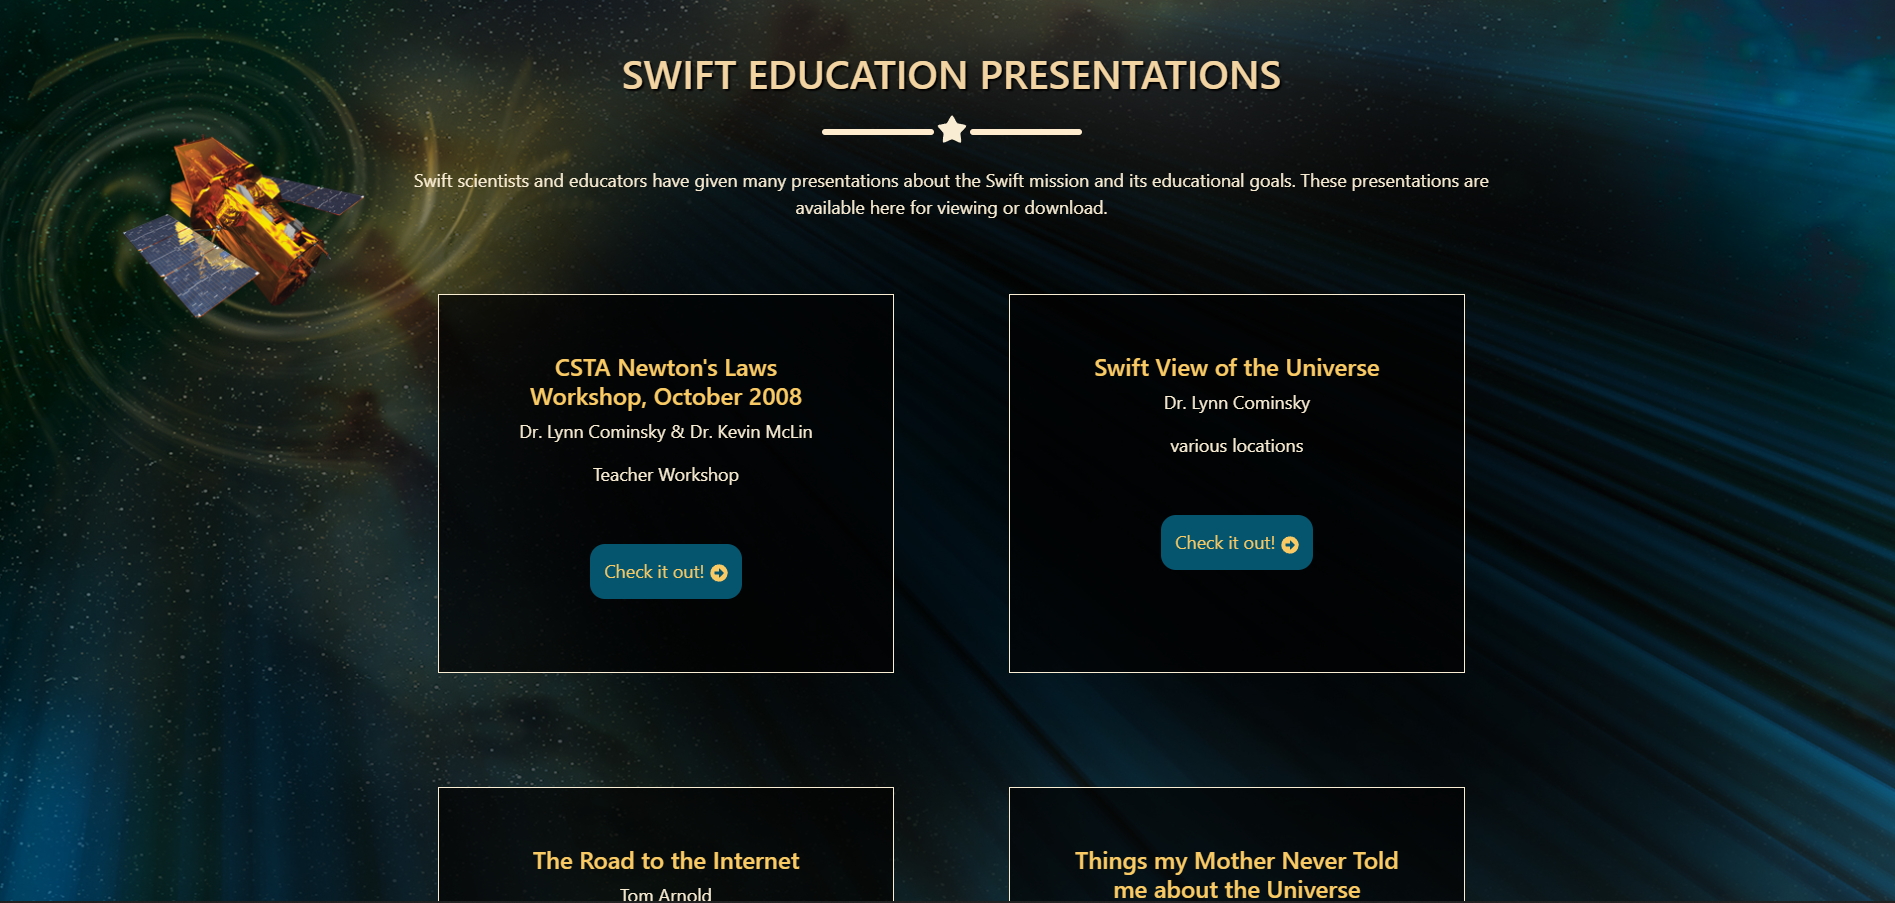 SWIFT EDUCATION PRESENTATIONS
Swift scientists and educators have given many presentations about the Swift mission and its educational goals. These presentations are
available here for viewing or download.
CSTA Newton's Laws
Workshop, October 2008
Dr. Lynn Cominsky & Dr. Kevin McLin
Teacher Workshop
Check it out!
Swift View of the Universe
Dr. Lynn Cominsky
various locations
Check it out!
The Road to the Internet
Tom Arnold
Things my Mother Never Told
me about the Universe